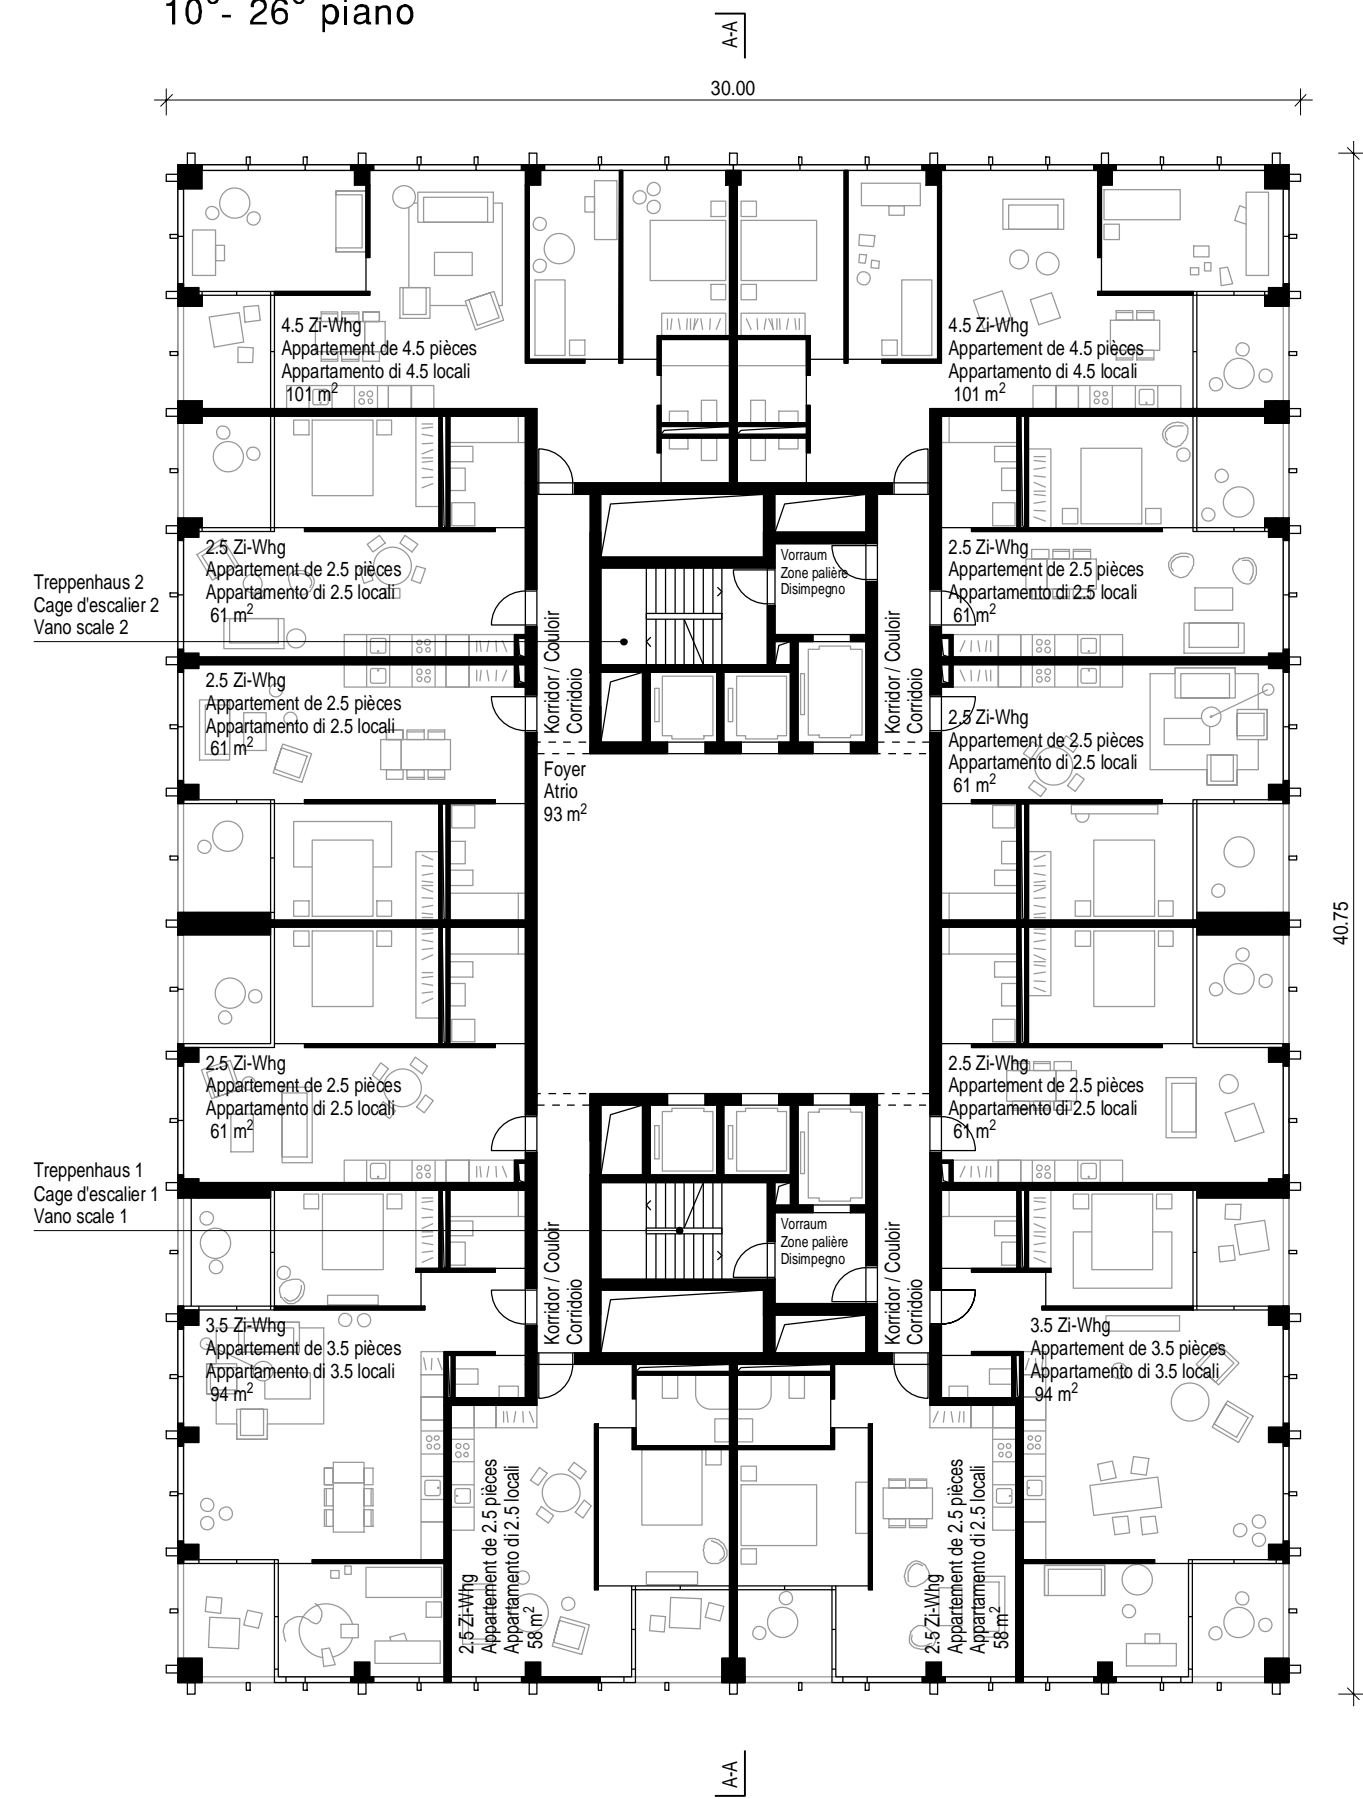 10°- 26° piano
A-A
30.00
4.5 Zi-Whg
Appartement de 4.5 pièces
Appartamento di 4.5 locali
101 m²
4.5 Zi-Whg
Appartement de 4.5 pièces
Appartamento di 4.5 locali
101 m²
2.5 Zi-Whg
Appartement de 2.5 pièces
Appartamento di 2.5 locali
61 m²
Treppenhaus 2
Cage d'escalier 2
Vano scale 2
Korridor / Couloir
Corridoio
Vorraum
Zone palière
Disimpegno
Korridor / Couloir
Corridoio
2.5 Zi-Whg
Appartement de 2.5 pièces
Appartamento di 2.5 locali
61 m²
2.5 Zi-Whg
Appartement de 2.5 pièces
Appartamento di 2.5 locali
61 m²
2.5 Zi-Whg
Appartement de 2.5 pièces
Appartamento di 2.5 locali
61 m²
Foyer
Atrio
93 m²
40.75
2.5 Zi-Whg
Appartement de 2.5 pièces
Appartamento di 2.5 locali
61 m²
2.5 Zi-Whg
Appartement de 2.5 pièces
Appartamento di 2.5 locali
61 m²
Treppenhaus 1
Cage d'escalier 1
Vano scale 1
Korridor / Couloir
Corridoio
Vorraum
Zone palière
Disimpegno
Korridor / Couloir
Corridoio
3.5 Zi-Whg
Appartement de 3.5 pièces
Appartamento di 3.5 locali
94 m²
3.5 Zi-Whg
Appartement de 3.5 pièces
Appartamento di 3.5 locali
94 m²
2.5 Zi-Whg
Appartement de 2.5 pièces
Appartamento di 2.5 locali
58 m²
2.5 Zi-Whg
Appartement de 2.5 pièces
Appartamento di 2.5 locali
58 m²
A-A